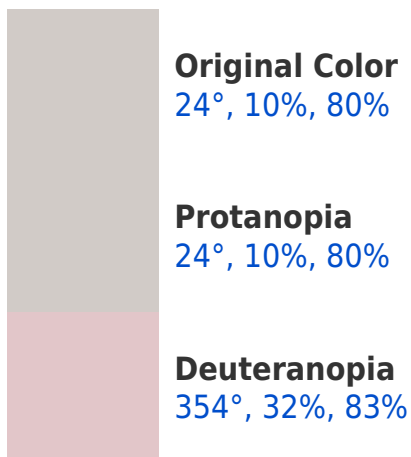 Original Color
24°, 10%, 80%
Protanopia
24°, 10%, 80%
Deuteranopia
354°, 32%, 83%